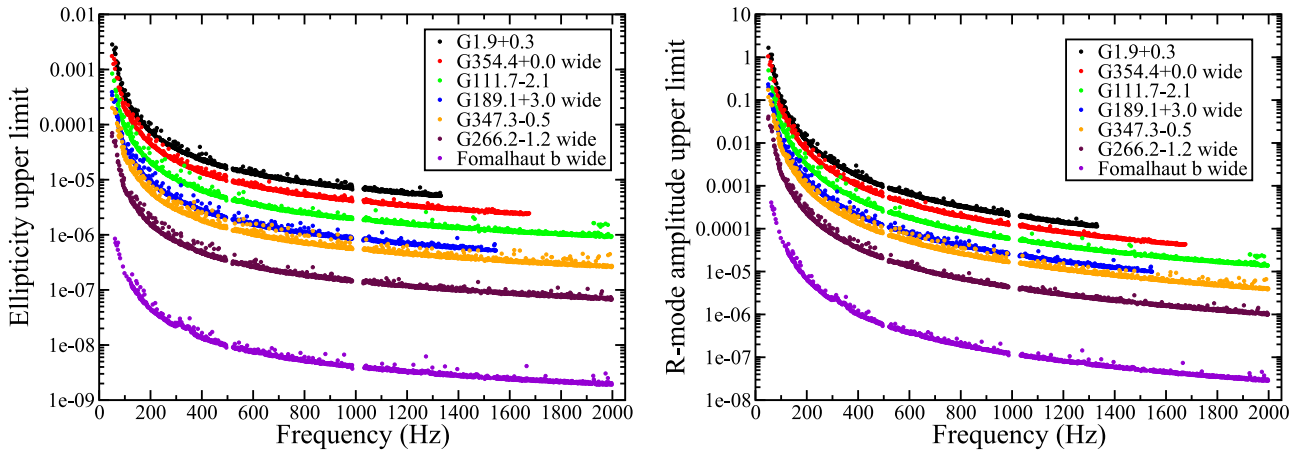 Ellipticity upper limit
0.01
0.001
0.0001
1e-05
1e-06
1e-07
1e-08
1e-09
G1.9+0.3
G354.4+0.0 wide
G111.7-2.1
G189.1+3.0 wide
G347.3-0.5
G266.2-1.2 wide
Fomalhaut b wide
0 200 400 600 800 1000 1200 1400 1600 1800 2000
Frequency (Hz)
R-mode amplitude upper limit
10
1
0.1
0.01
0.001
0.0001
1e-05
1e-06
1e-07
1e-08
G1.9+0.3
G354.4+0.0 wide
G111.7-2.1
G189.1+3.0 wide
G347.3-0.5
G266.2-1.2 wide
Fomalhaut b wide
0 200 400 600 800 1000 1200 1400 1600 1800 2000
Frequency (Hz)